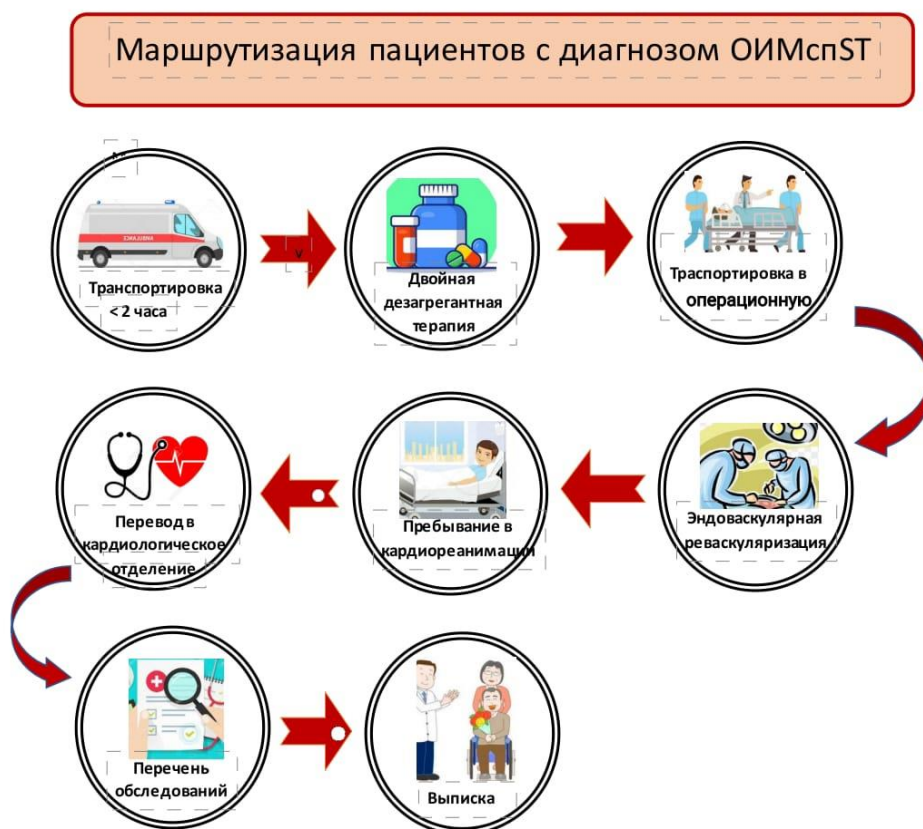 Маршрутизация пациентов с диагнозом ОИМспST
Транспортировка
< 2 часа
Двойная
дезагрегантная
терапия
Траспортировка в
операционную
Эндоваскулярная
реваскуляризация
Пребывание в
кардиореанимации
Перевод в
кардиологическое
отделение
Перечень
обследований
Выписка